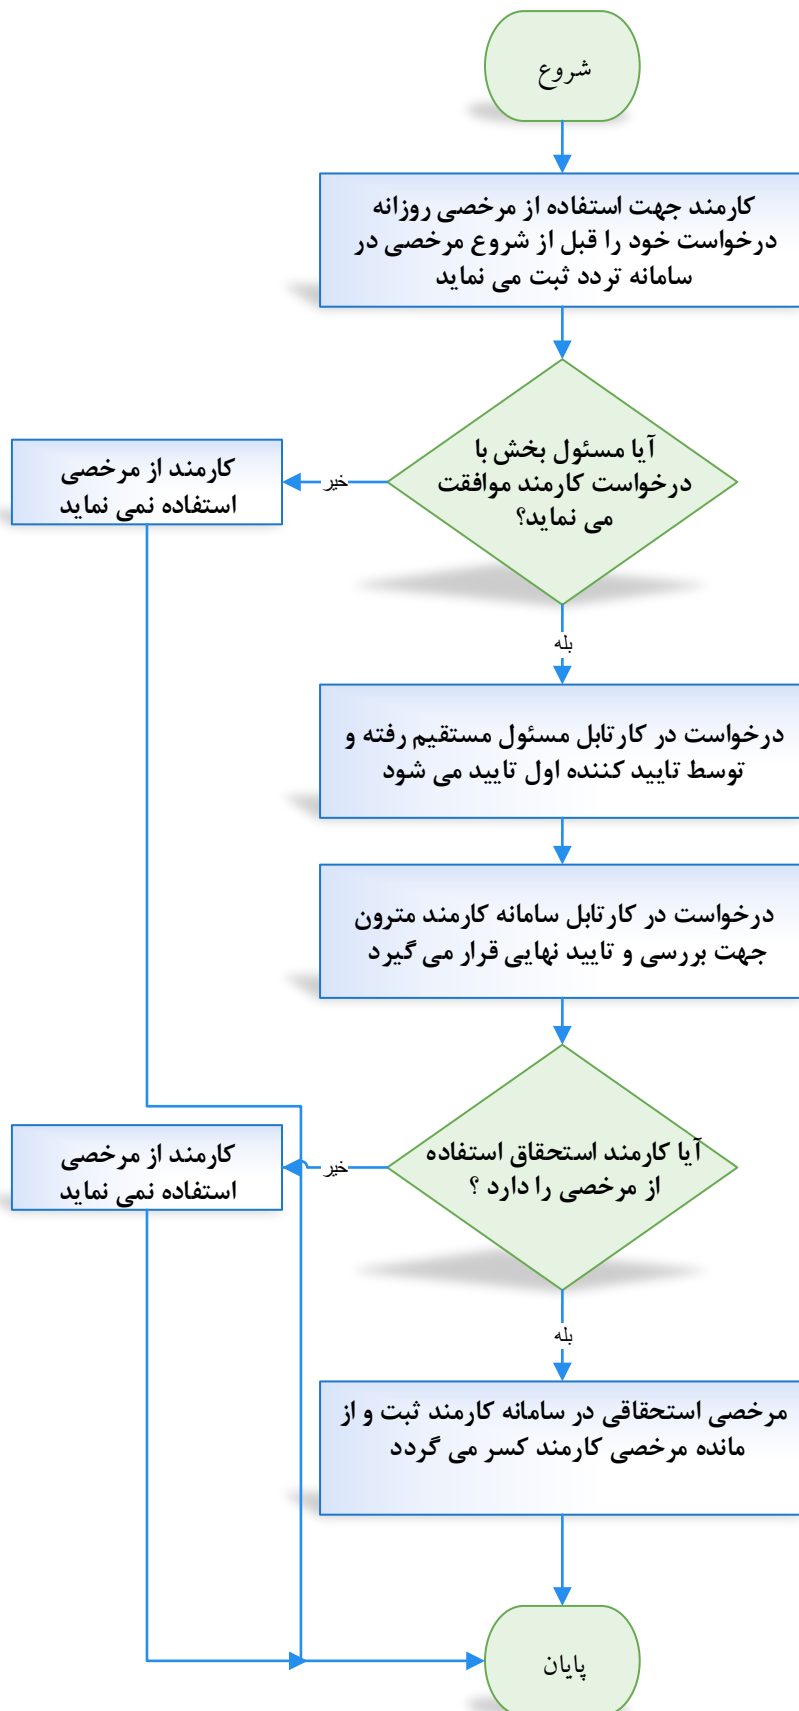 شروع
کارمند جهت استفاده از مرخصی روزانه
درخواست خود را قبل از شروع مرخصی در
سامانه تردد ثبت می نماید
آیا مسئول بخش با
درخواست کارمند موافقت
می نماید؟
خیر
کارمند از مرخصی
استفاده نمی نماید
بله
درخواست در کارتابل مسئول مستقیم رفته و
توسط تایید کننده اول تایید می شود
درخواست در کارتابل سامانه کارمند مترون
جهت بررسی و تایید نهایی قرار می گیرد
آیا کارمند استحقاق استفاده
از مرخصی را دارد ؟
خیر
کارمند از مرخصی
استفاده نمی نماید
بله
مرخصی استحقاقی در سامانه کارمند ثبت و از
مانده مرخصی کارمند کسر می گردد
پایان